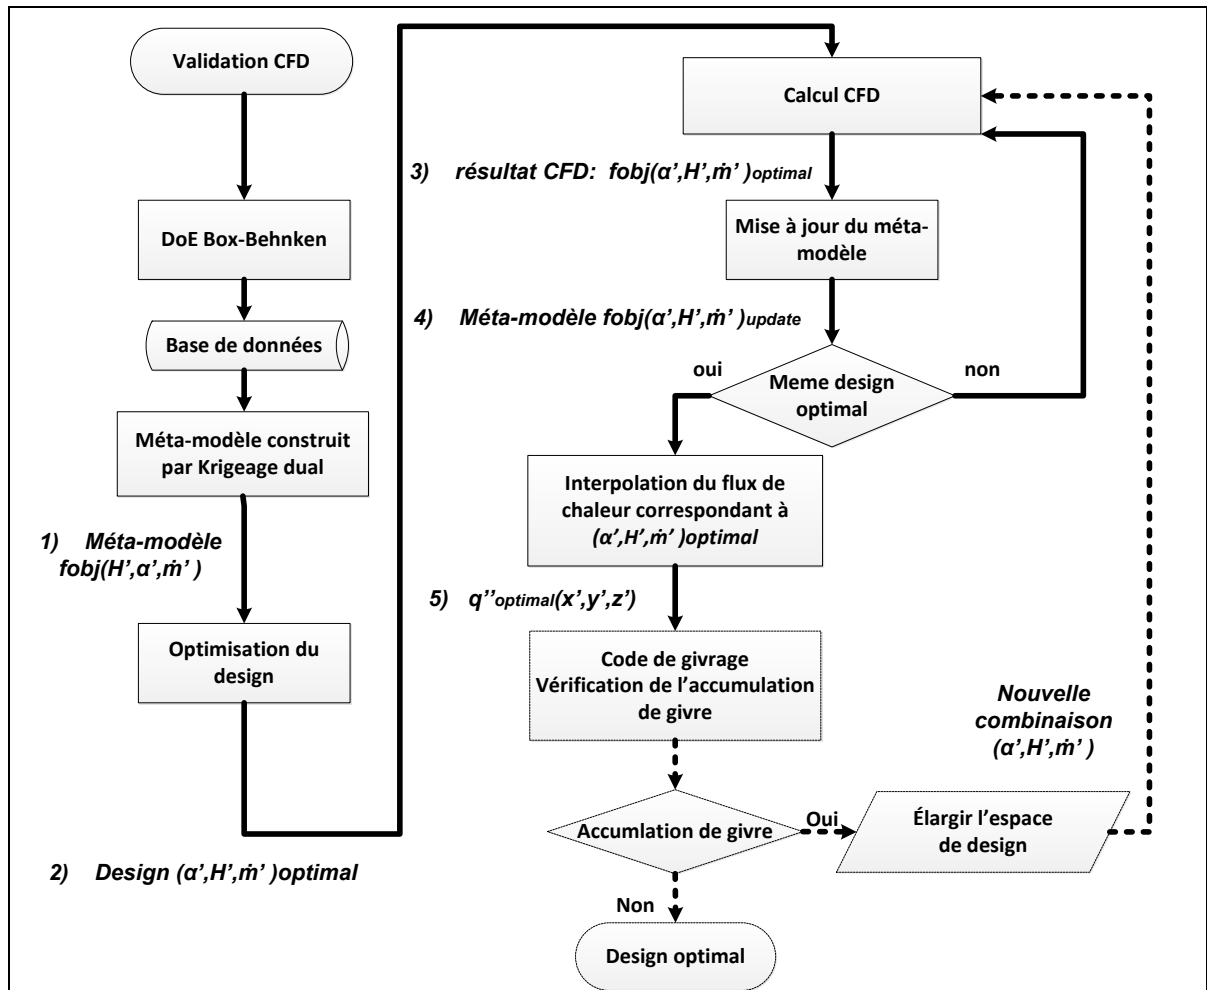 Validation CFD
DoE Box-Behnken
Base de données
Méta-modèle construit
par Krigeage dual
1) Méta-modèle
fobj(H’,α’,ṁ’ )
Optimisation du
design
2) Design (α’,H’,ṁ’ )optimal
Calcul CFD
3) résultat CFD: fobj(α’,H’,ṁ’ )optimal
Mise à jour du méta-
modèle
4) Méta-modèle fobj(α’,H’,ṁ’ )update
oui
Meme design
optimal
non
Interpolation du flux de
chaleur correspondant à
(α’,H’,ṁ’ )optimal
5) q’’optimal(x’,y’,z’)
Code de givrage
Vérification de l’accumulation
de givre
Nouvelle
combinaison
(α’,H’,ṁ’ )
Accumlation de givre
Oui
Élargir l’espace
de design
Non
Design optimal